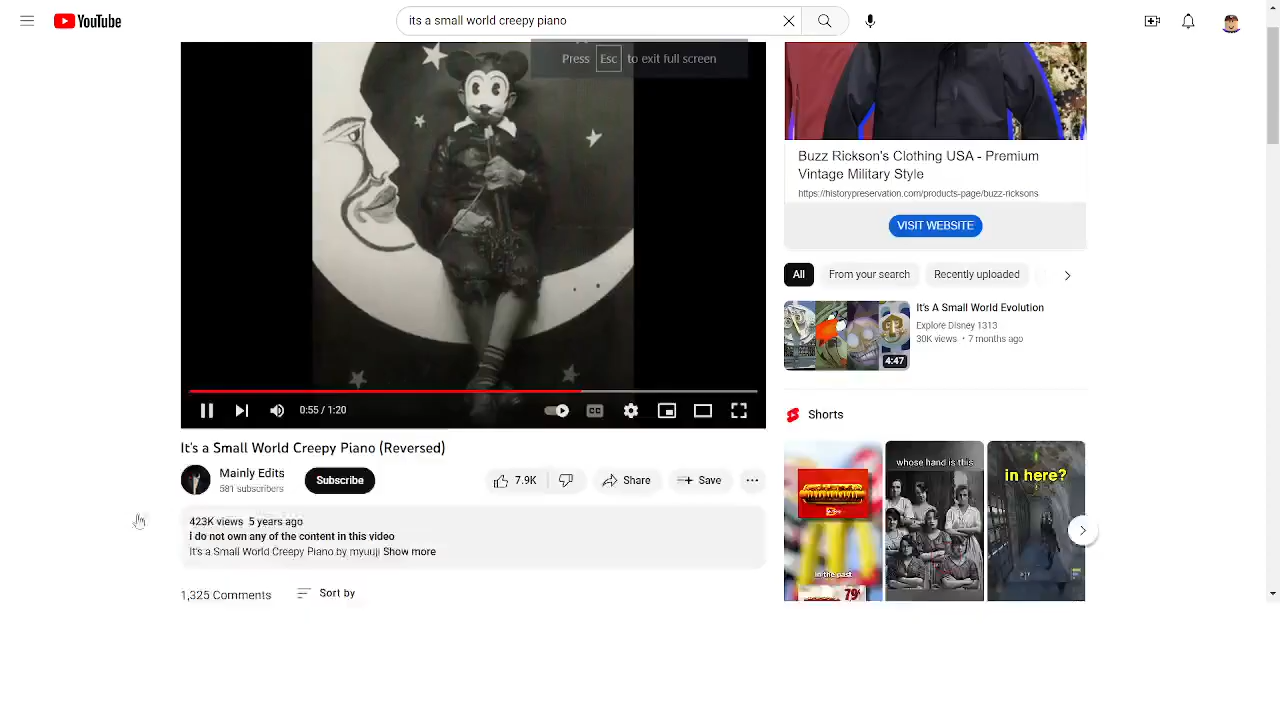 YouTube
its a small world creepy piano
Press Esc to exit full screen
0:55 / 1:20
CC
It's a Small World Creepy Piano (Reversed)
Mainly Edits
581 subscribers
Subscribe
7.9K
Share
Save
423K views 5 years ago
i do not own any of the content in this video
It's a Small World Creepy Piano by myuuji Show more
1,325 Comments
Sort by
Buzz Rickson's Clothing USA - Premium
Vintage Military Style
https://historypreservation.com/products-page/buzz-ricksons
VISIT WEBSITE
All
From your search
Recently uploaded
It's A Small World Evolution
Explore Disney 1313
30K views • 7 months ago
4:47
Shorts
in the past
79¢
whose hand is this
in here?